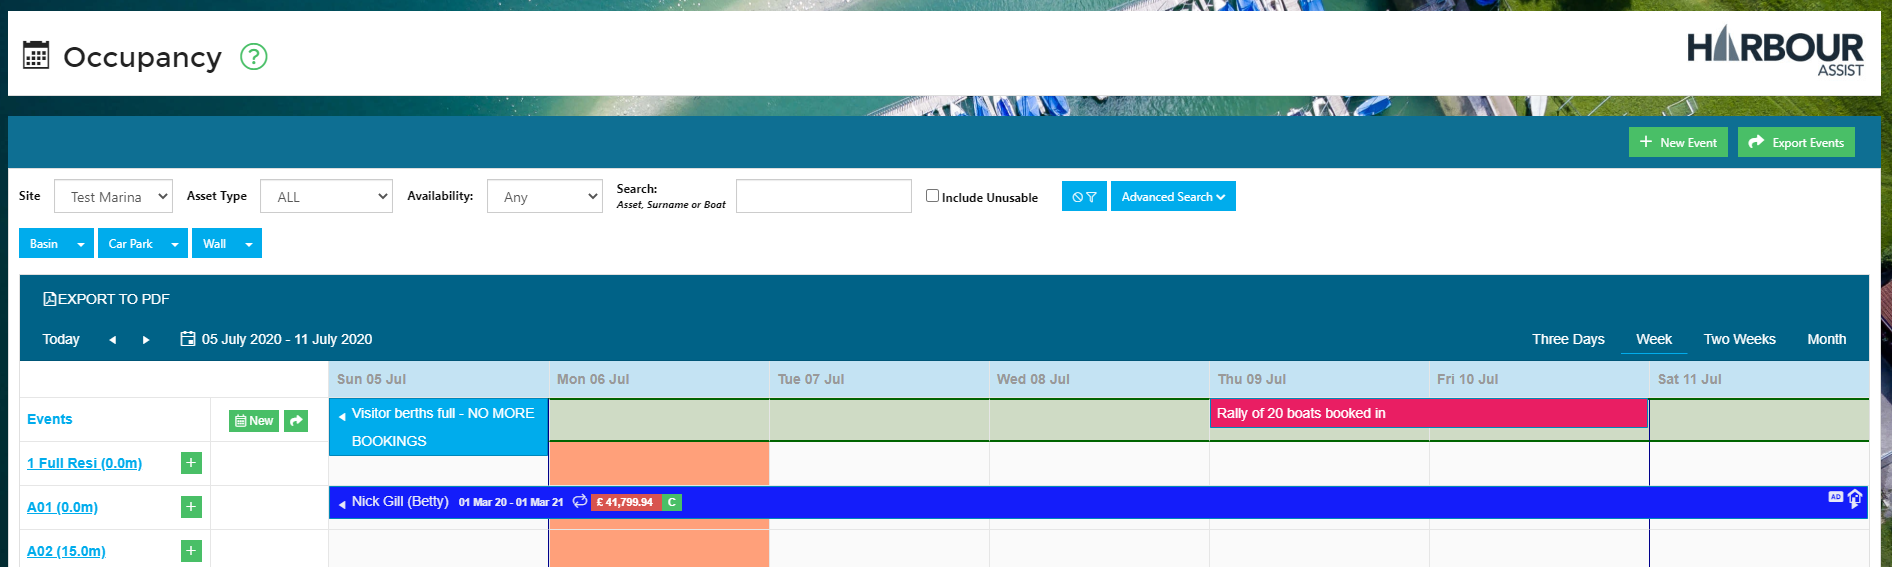 Occupancy ?
HARBOUR
ASSIST
+ New Event
Export Events
Site
Test Marina
Asset Type
ALL
Availability:
Any
Search:
Asset, Surname or Boat
Include Unusable
Advanced Search
Basin
Car Park
Wall
EXPORT TO PDF
Today
05 July 2020 - 11 July 2020
Three Days
Week
Two Weeks
Month
Sun 05 Jul
Mon 06 Jul
Tue 07 Jul
Wed 08 Jul
Thu 09 Jul
Fri 10 Jul
Sat 11 Jul
Events
New
Visitor berths full - NO MORE
BOOKINGS
Rally of 20 boats booked in
1 Full Resi (0.0m)
+
A01 (0.0m)
+
Nick Gill (Betty) 01 Mar 20 - 01 Mar 21 £ 41,799.94 C
AD
A02 (15.0m)
+